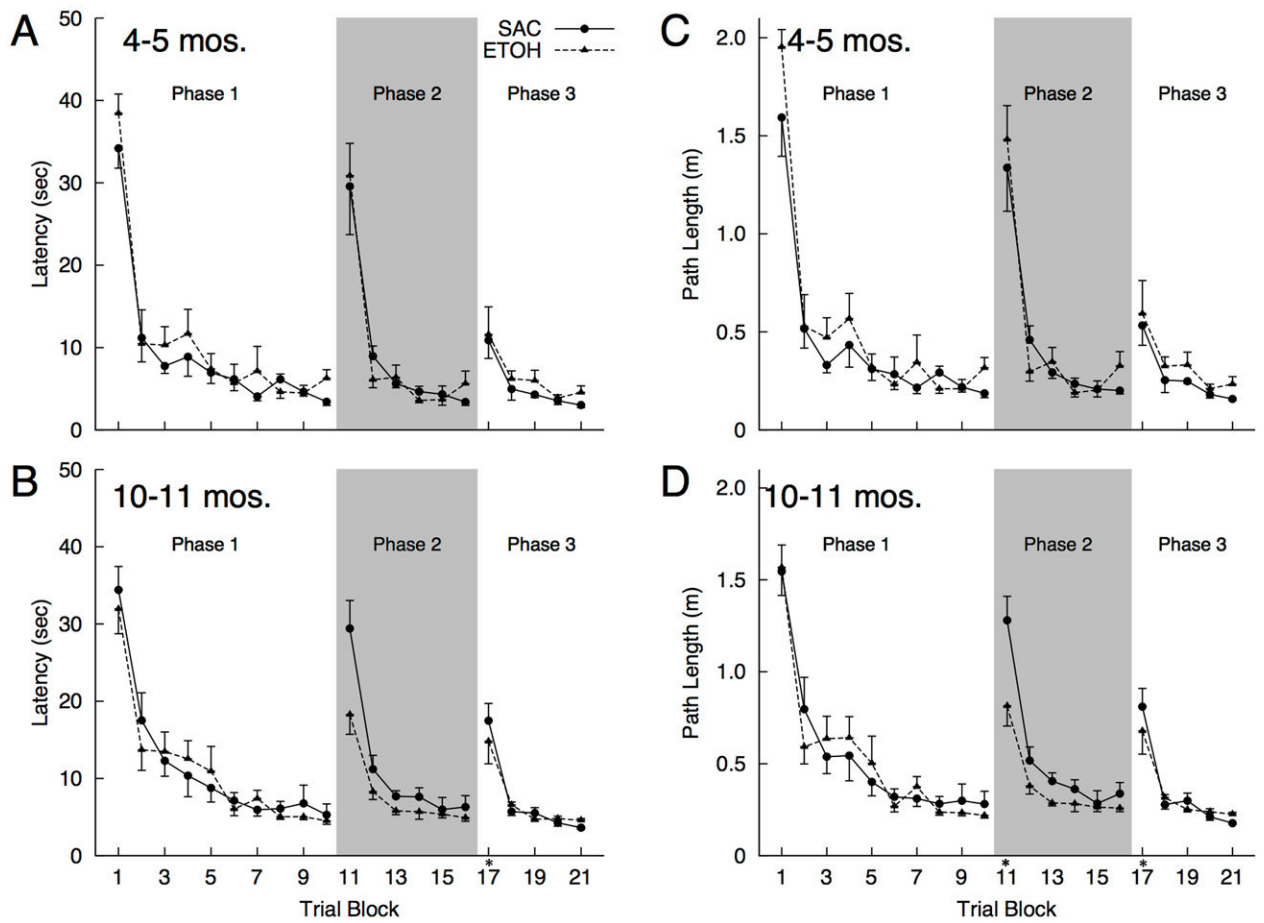 A
4-5 mos.
SAC
ETOH
Phase 1
Phase 2
Phase 3
50
40
30
20
10
0
Latency (sec)
C
4-5 mos.
Phase 1
Phase 2
Phase 3
2.0
1.5
1.0
0.5
0
Path Length (m)
B
10-11 mos.
Phase 1
Phase 2
Phase 3
50
40
30
20
10
0
Latency (sec)
*
1 3 5 7 9 11 13 15 17 19 21
Trial Block
D
10-11 mos.
Phase 1
Phase 2
Phase 3
2.0
1.5
1.0
0.5
0
Path Length (m)
* *
1 3 5 7 9 11 13 15 17 19 21
Trial Block